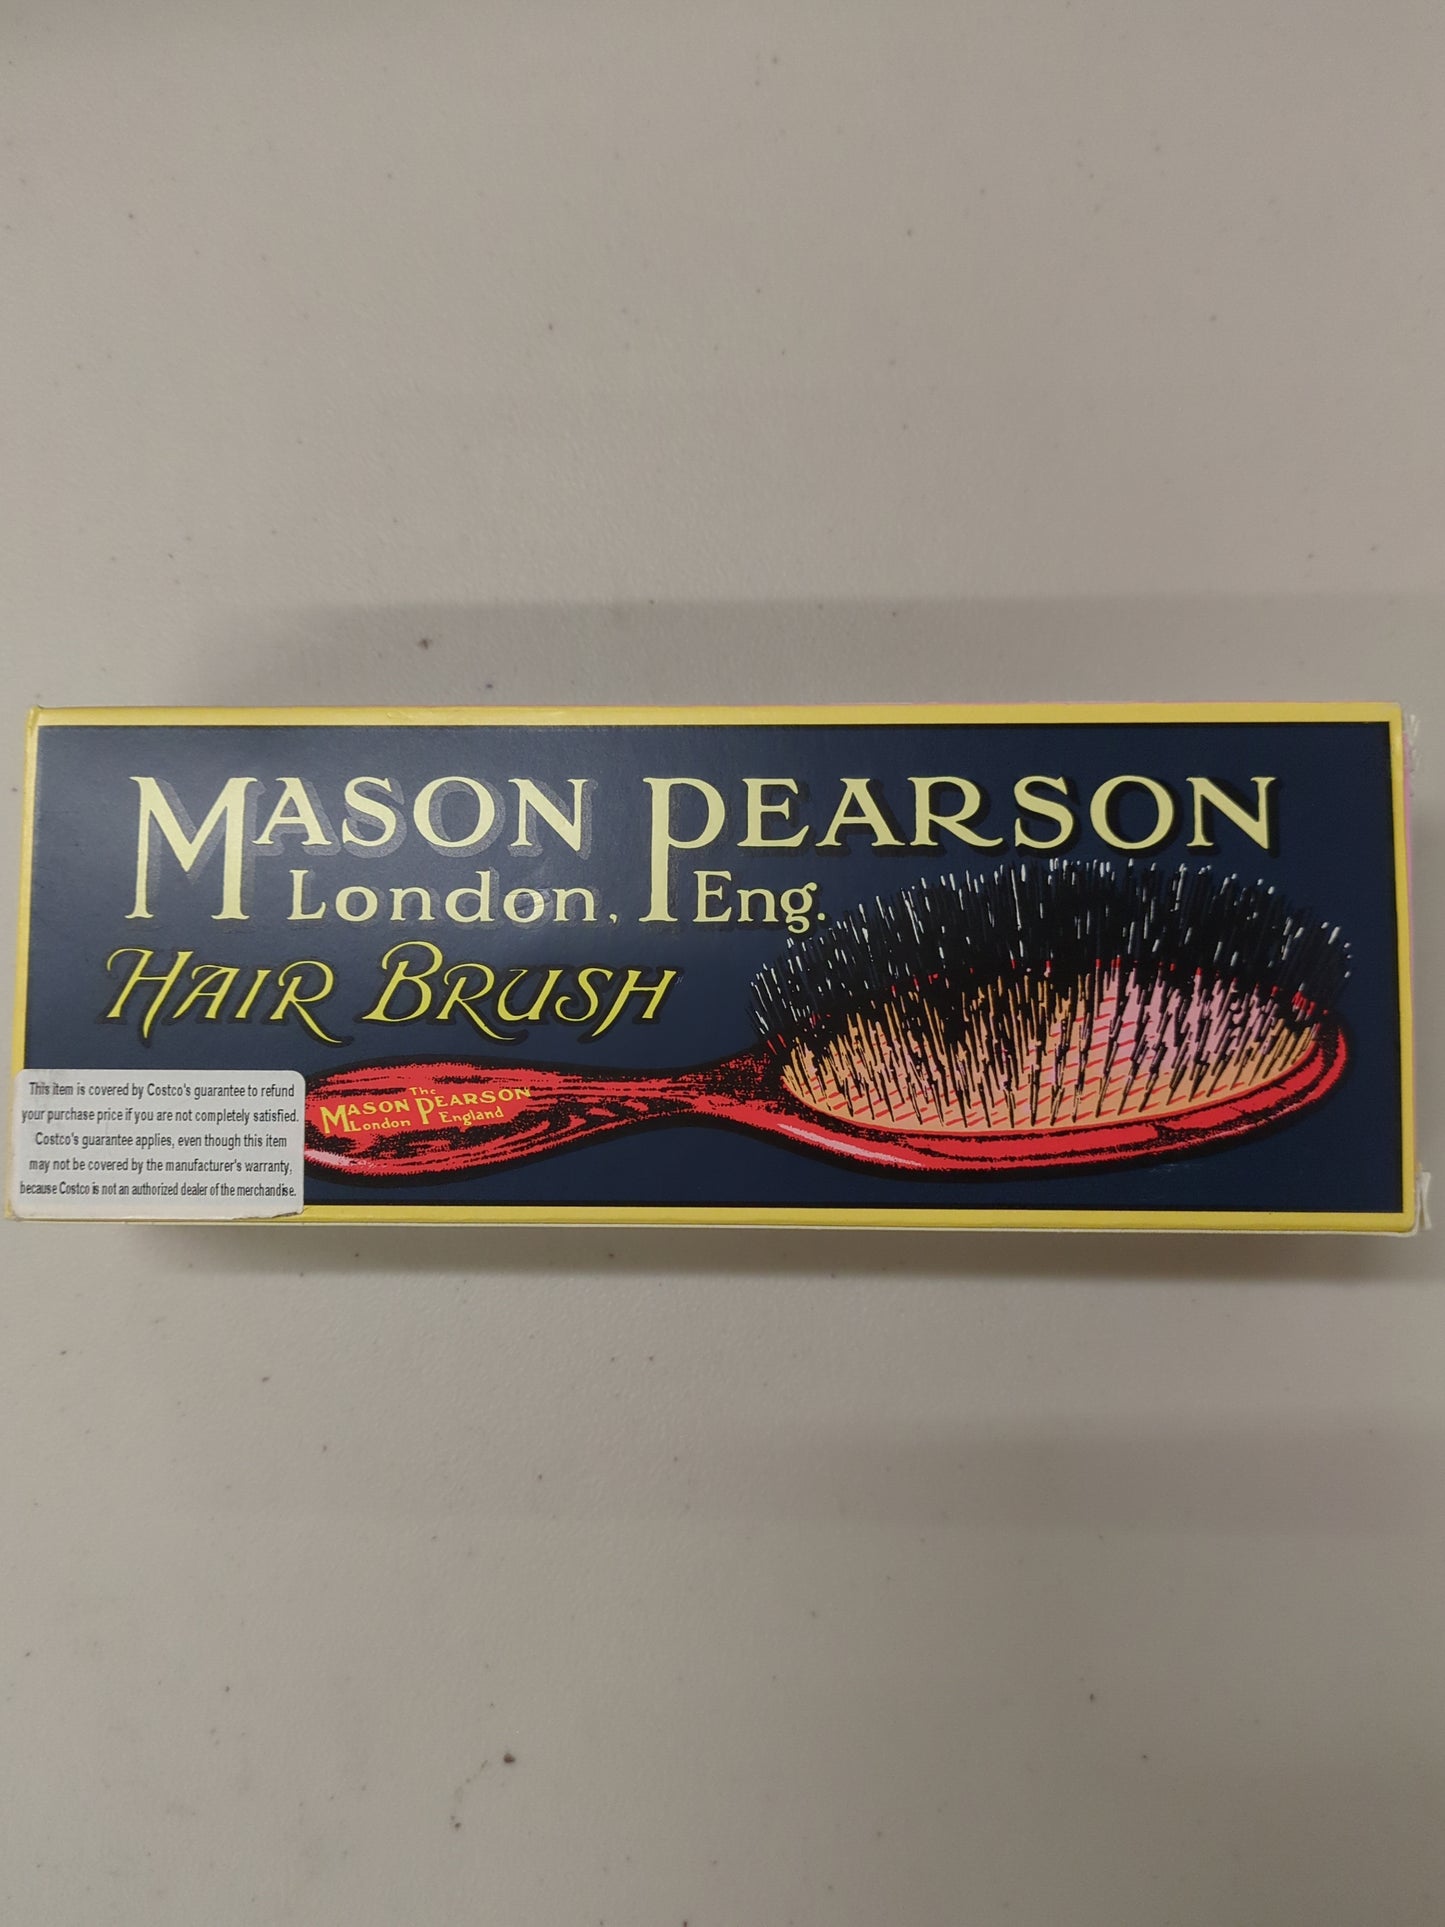 MASON PEARSON
London, Eng.
HAIR BRUSH
The
MASON PEARSON
London England
This item is covered by Costco's guarantee to refund
your purchase price if you are not completely satisfied.
Costco's guarantee applies, even though this item
may not be covered by the manufacturer's warranty,
because Costco is not an authorized dealer of the merchandise.